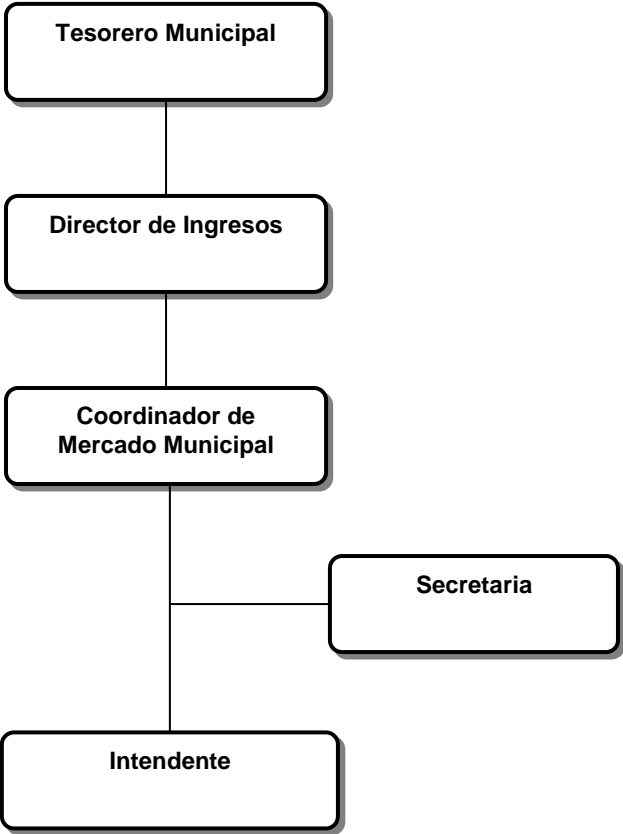 Tesorero Municipal
Director de Ingresos
Coordinador de
Mercado Municipal
Secretaria
Intendente